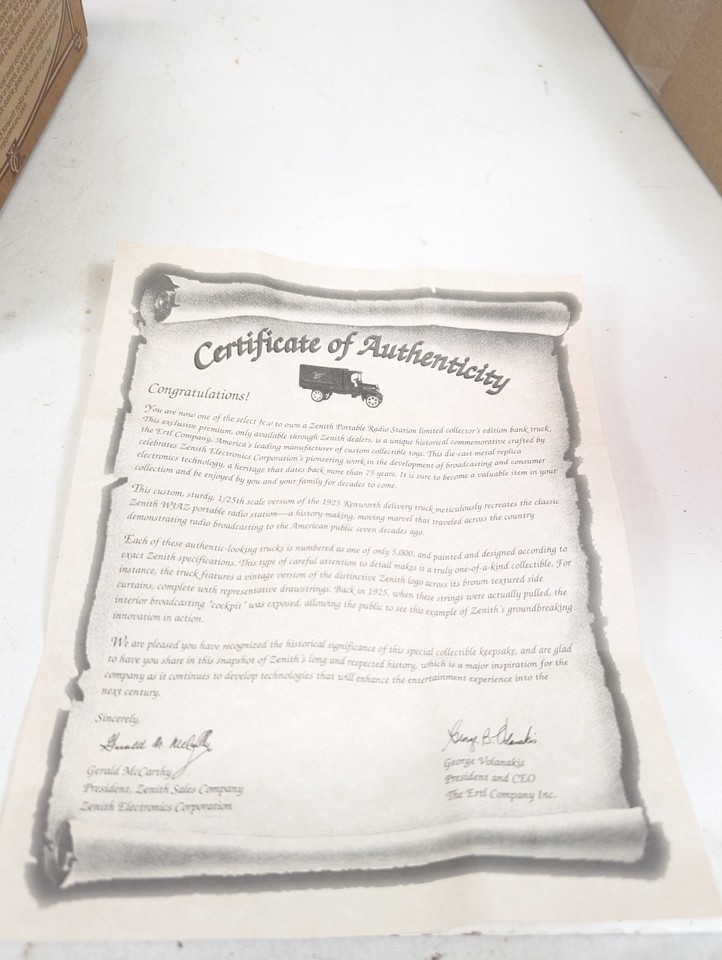 Certificate of Authenticity
Congratulations!
You are now one of the select few to own a Zenith Portable Radio Station limited collector's edition bank truck.
This exclusive premium, only available through Zenith dealers, is a unique historical commemorative crafted by
the Ertl Company, America's leading manufacturer of custom collectible toys. This die-cast metal replica
celebrates Zenith Electronics Corporation's pioneering work in the development of broadcasting and consumer
electronics technology, a heritage that dates back more than 75 years. It is sure to become a valuable item in your
collection and be enjoyed by you and your family for decades to come.
This custom, sturdy, 1/25th scale version of the 1925 Kenworth delivery truck meticulously recreates the classic
Zenith WJAZ portable radio station—a history-making, moving marvel that traveled across the country
demonstrating radio broadcasting to the American public seven decades ago.
Each of these authentic-looking trucks is numbered as one of only 5,000, and painted and designed according to
exact Zenith specifications. This type of careful attention to detail makes it a truly one-of-a-kind collectible. For
instance, the truck features a vintage version of the distinctive Zenith logo across its brown textured side
curtains, complete with representative drawstrings. Back in 1925, when these strings were actually pulled, the
interior broadcasting "cockpit" was exposed, allowing the public to see this example of Zenith's groundbreaking
innovation in action.
We are pleased you have recognized the historical significance of this special collectible keepsake, and are glad
to have you share in this snapshot of Zenith's long and respected history, which is a major inspiration for the
company as it continues to develop technologies that will enhance the entertainment experience into the
next century.
Sincerely,
Gerald McCarthy
President, Zenith Sales Company
Zenith Electronics Corporation
George B Volanakis
George Volanakis
President and CEO
The Ertl Company Inc.